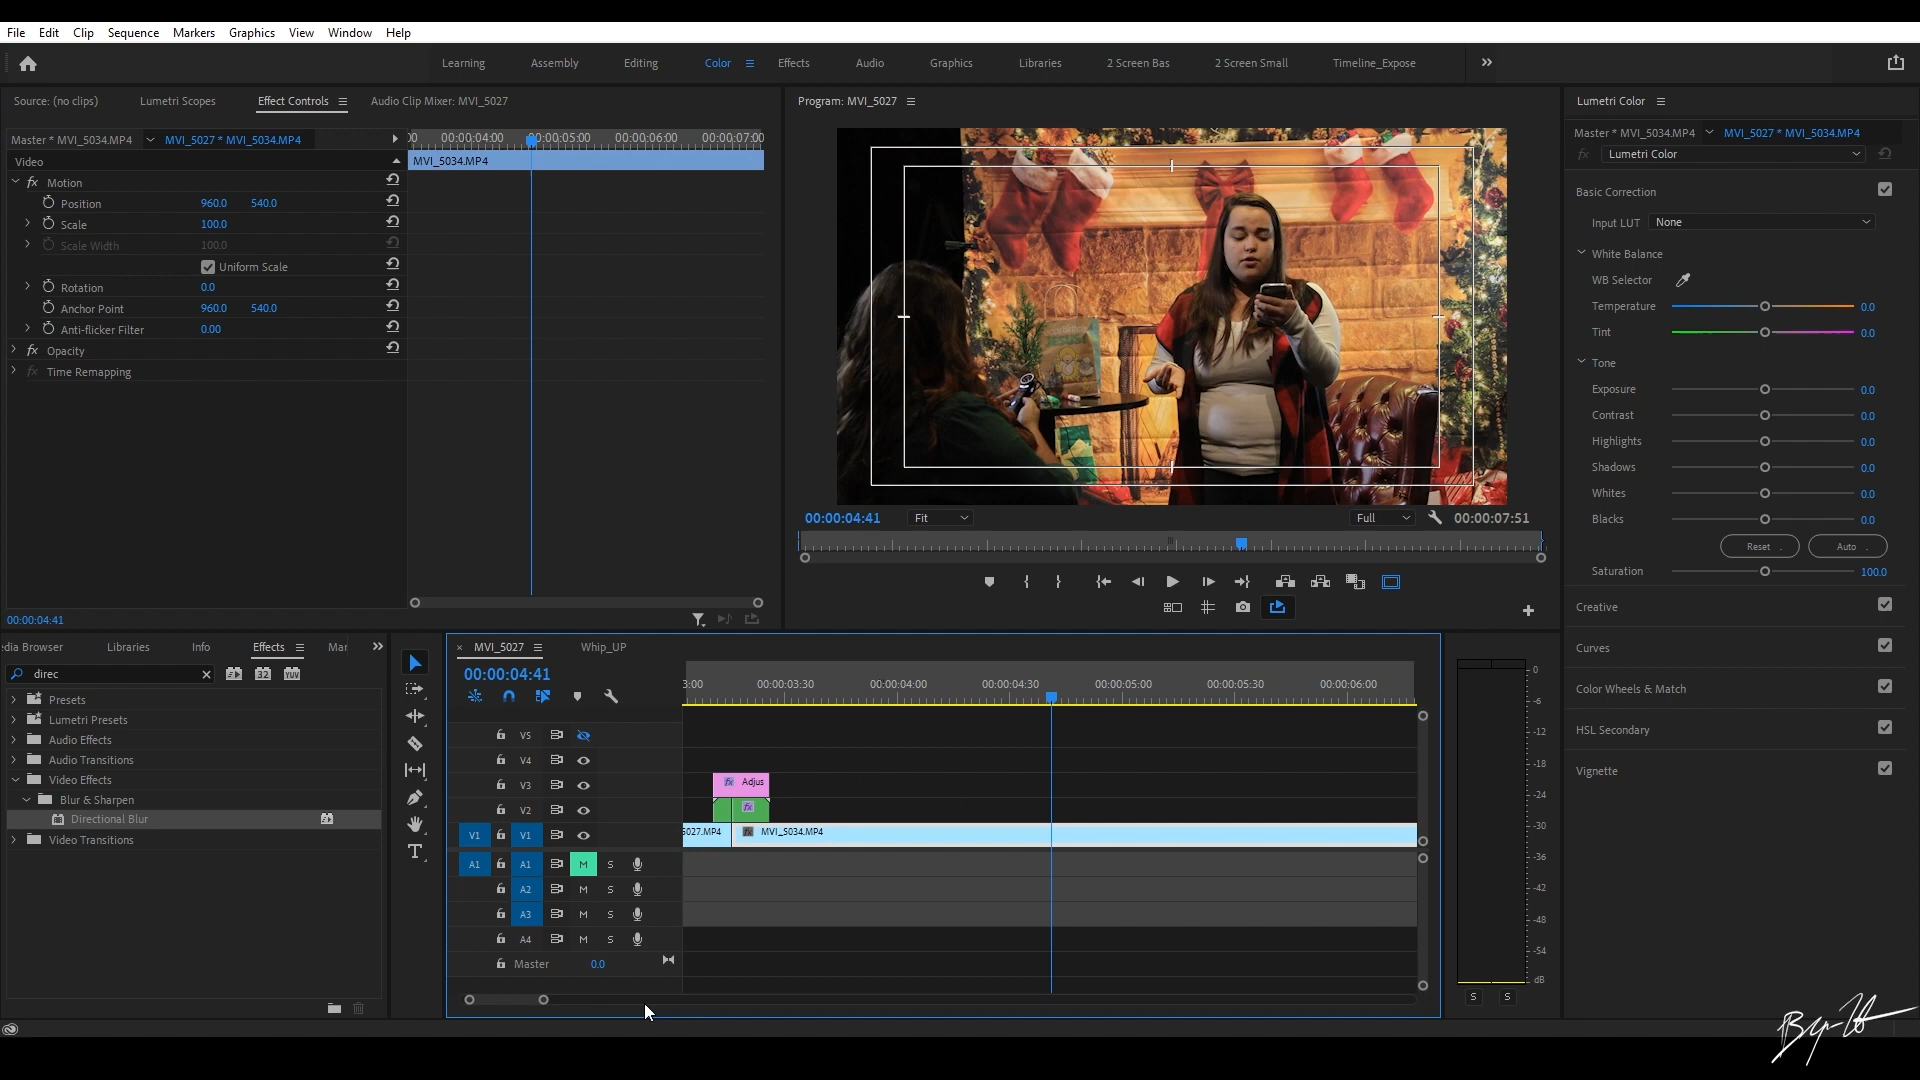 File Edit Clip Sequence Markers Graphics View Window Help
Learning Assembly Editing Color Effects Audio Graphics Libraries 2 Screen Bas 2 Screen Small Timeline_Expose
Source: (no clips) Lumetri Scopes Effect Controls Audio Clip Mixer: MVI_5027
Master * MVI_5034.MP4 MVI_5027 * MVI_5034.MP4
00:00:04:00 00:00:05:00 00:00:06:00 00:00:07:00
Video
MVI_5034.MP4
Motion
Position 960.0 540.0
Scale 100.0
Scale Width 100.0
Uniform Scale
Rotation 0.0
Anchor Point 960.0 540.0
Anti-flicker Filter 0.00
fx Opacity
fx Time Remapping
00:00:04:41
Program: MVI_5027
00:00:04:41 Fit Full 00:00:07:51
Lumetri Color
Master * MVI_5034.MP4 MVI_5027 * MVI_5034.MP4
fx Lumetri Color
Basic Correction
Input LUT None
White Balance
WB Selector
Temperature 0.0
Tint 0.0
Tone
Exposure 0.0
Contrast 0.0
Highlights 0.0
Shadows 0.0
Whites 0.0
Blacks 0.0
Reset Auto
Saturation 100.0
Creative
Curves
Color Wheels & Match
HSL Secondary
Vignette
edia Browser Libraries Info Effects Mar
direc 32 YUV
Presets
Lumetri Presets
Audio Effects
Audio Transitions
Video Effects
Blur & Sharpen
Directional Blur
Video Transitions
MVI_5027 Whip_UP
00:00:04:41
3:00 00:00:03:30 00:00:04:00 00:00:04:30 00:00:05:00 00:00:05:30 00:00:06:00
V5
V4
V3 fx Adjus
V2 fx
V1 V1 5027.MP4 fx MVI_5034.MP4
A1 A1 M S
A2 M S
A3 M S
A4 M S
Master 0.0
0
-6
-12
-18
-24
-30
-36
-42
-48
-54
dB
S S